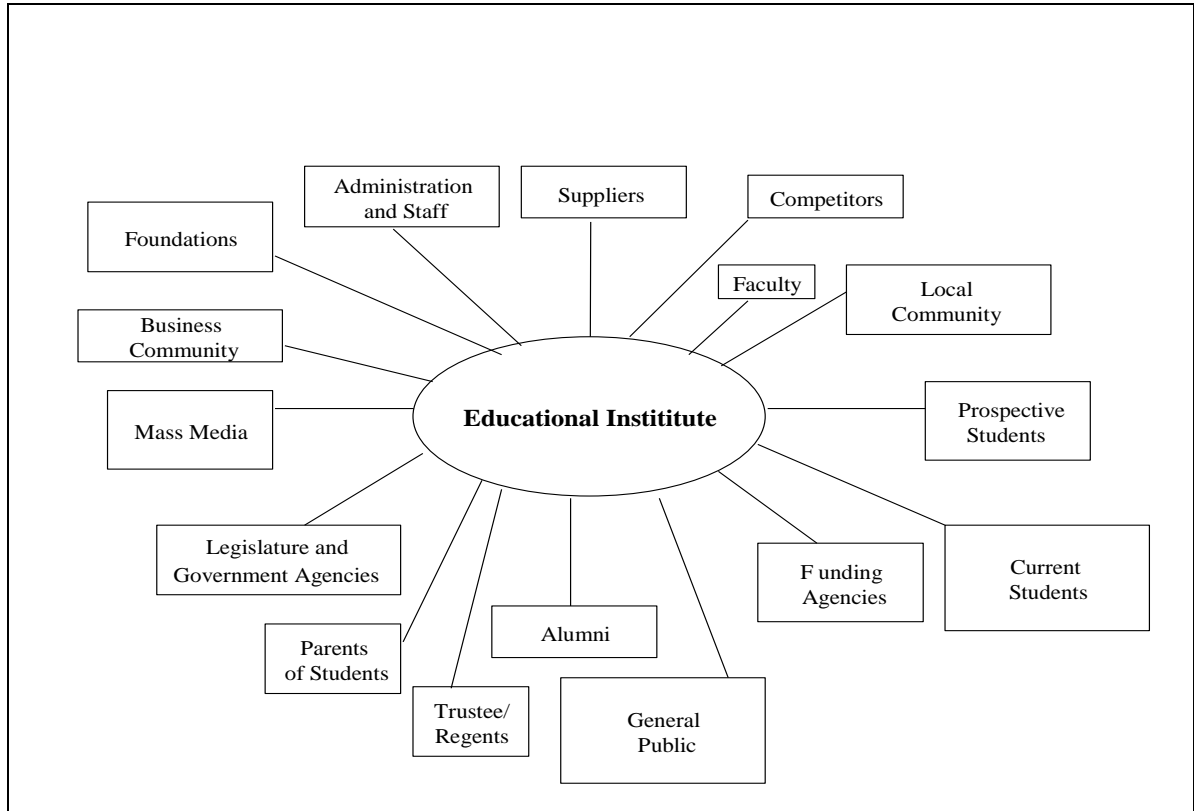 Administration
and Staff
Suppliers
Competitors
Foundations
Faculty
Local
Community
Business
Community
Mass Media
Educational Instititute
Prospective
Students
Legislature and
Government Agencies
F unding
Agencies
Current
Students
Parents
of Students
Alumni
Trustee/
Regents
General
Public